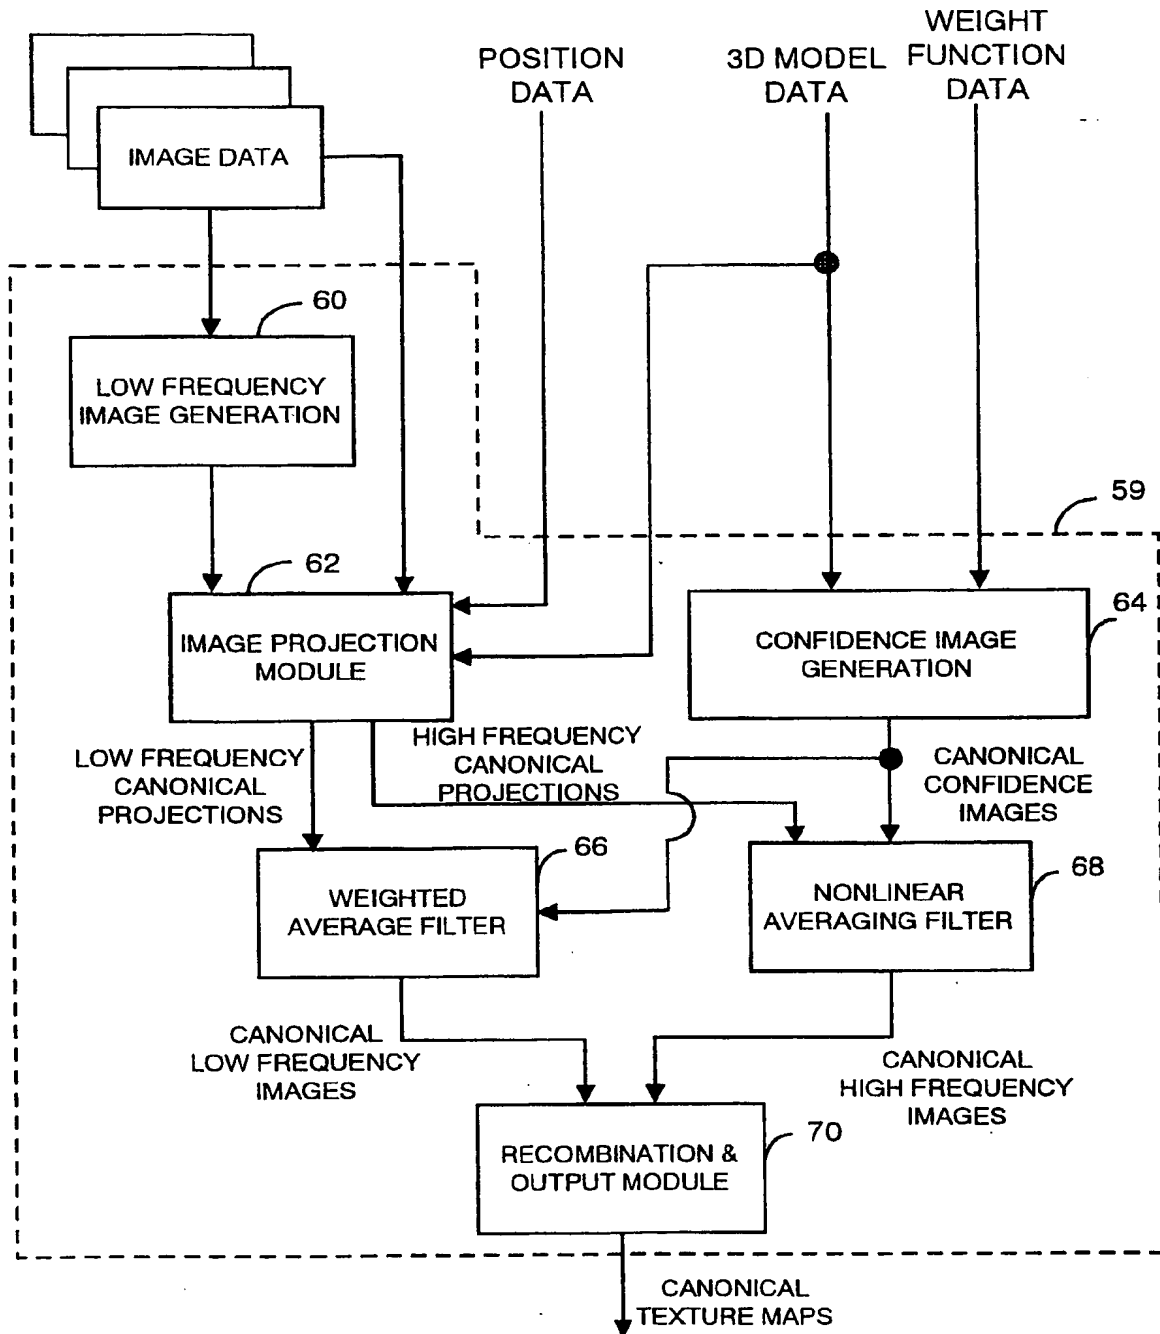 WEIGHT
FUNCTION
DATA
POSITION
DATA
3D MODEL
DATA
IMAGE DATA
60
LOW FREQUENCY
IMAGE GENERATION
59
62
IMAGE PROJECTION
MODULE
64
CONFIDENCE IMAGE
GENERATION
LOW FREQUENCY
CANONICAL
PROJECTIONS
HIGH FREQUENCY
CANONICAL
PROJECTIONS
CANONICAL
CONFIDENCE
IMAGES
66
WEIGHTED
AVERAGE FILTER
68
NONLINEAR
AVERAGING FILTER
CANONICAL
LOW FREQUENCY
IMAGES
CANONICAL
HIGH FREQUENCY
IMAGES
70
RECOMBINATION &
OUTPUT MODULE
CANONICAL
TEXTURE MAPS